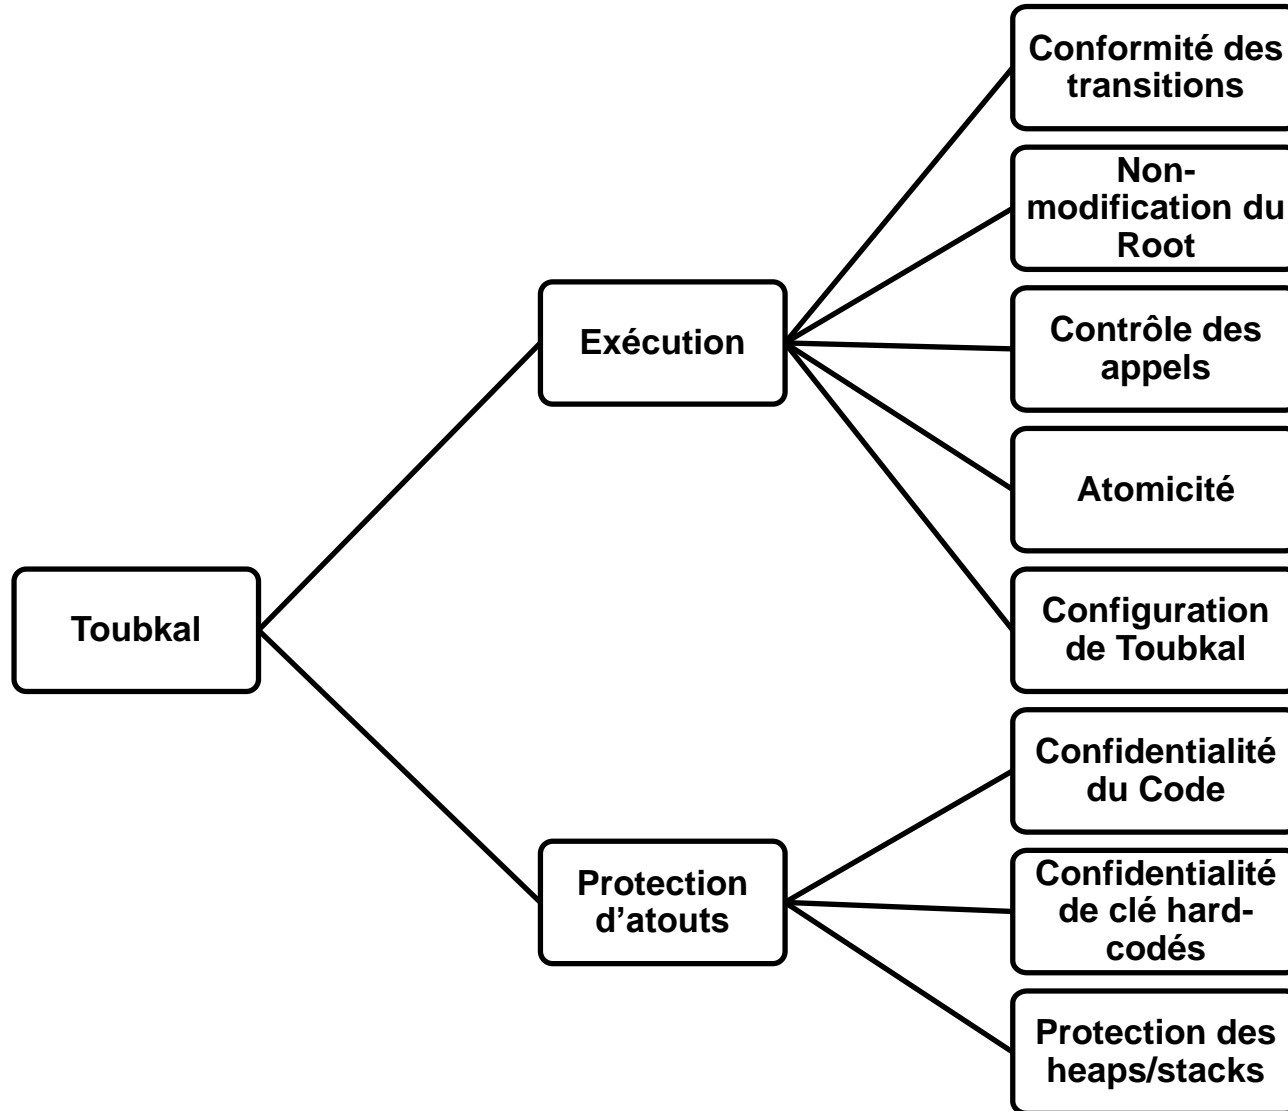 Conformité des
transitions
Non-
modification du
Root
Contrôle des
appels
Exécution
Atomicité
Configuration
de Toubkal
Toubkal
Confidentialité
du Code
Protection
d’atouts
Confidentialité
de clé hard-
codés
Protection des
heaps/stacks